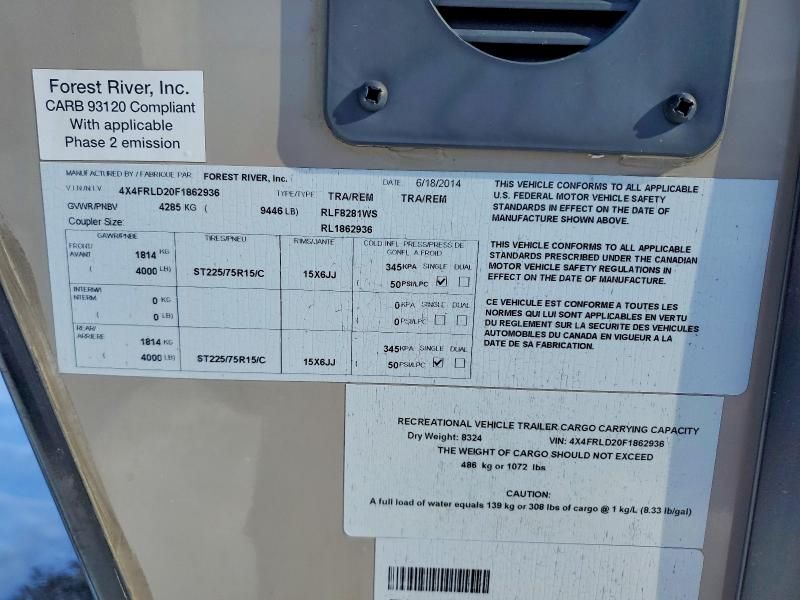 Forest River, Inc.
CARB 93120 Compliant
With applicable
Phase 2 emission
MANUFACTURED BY / FABRIQUE PAR FOREST RIVER, Inc. DATE 6/18/2014
V.I.N/N.I.V 4X4FRLD20F1862936 TYPE/TYPE TRA/REM TRA/REM
GVWR/PNBV 4285 KG ( 9446 LB) RLF8281WS
Coupler Size: RL1862936
GAWR/PNBE TIRES/PNEU RIMS/JANTE COLD INFL PRESS/PRESS DE GONFL A FROID
FRONT/ AVANT 1814 KG ST225/75R15/C 15X6JJ 345 KPA SINGLE DUAL
( 4000 LB) ( 50 PSI/LPC
INTERM/ INTERM 0 KG 0 KPA SINGLE DUAL
( 0 LB) ( 0 PSI/LPC
REAR/ ARRIERE 1814 KG ST225/75R15/C 15X6JJ 345 KPA SINGLE DUAL
( 4000 LB) ( 50 PSI/LPC
THIS VEHICLE CONFORMS TO ALL APPLICABLE
U.S. FEDERAL MOTOR VEHICLE SAFETY
STANDARDS IN EFFECT ON THE DATE OF
MANUFACTURE SHOWN ABOVE.
THIS VEHICLE CONFORMS TO ALL APPLICABLE
STANDARDS PRESCRIBED UNDER THE CANADIAN
MOTOR VEHICLE SAFETY REGULATIONS IN
EFFECT ON THE DATE OF MANUFACTURE.
CE VEHICULE EST CONFORME A TOUTES LES
NORMES QUI LUI SONT APPLICABLES EN VERTU
DU REGLEMENT SUR LA SECURITE DES VEHICULES
AUTOMOBILES DU CANADA EN VIGUEUR A LA
DATE DE SA FABRICATION.
RECREATIONAL VEHICLE TRAILER CARGO CARRYING CAPACITY
Dry Weight: 8324 VIN: 4X4FRLD20F1862936
THE WEIGHT OF CARGO SHOULD NOT EXCEED
486 kg or 1072 lbs
CAUTION:
A full load of water equals 139 kg or 308 lbs of cargo @ 1 kg/L (8.33 lb/gal)